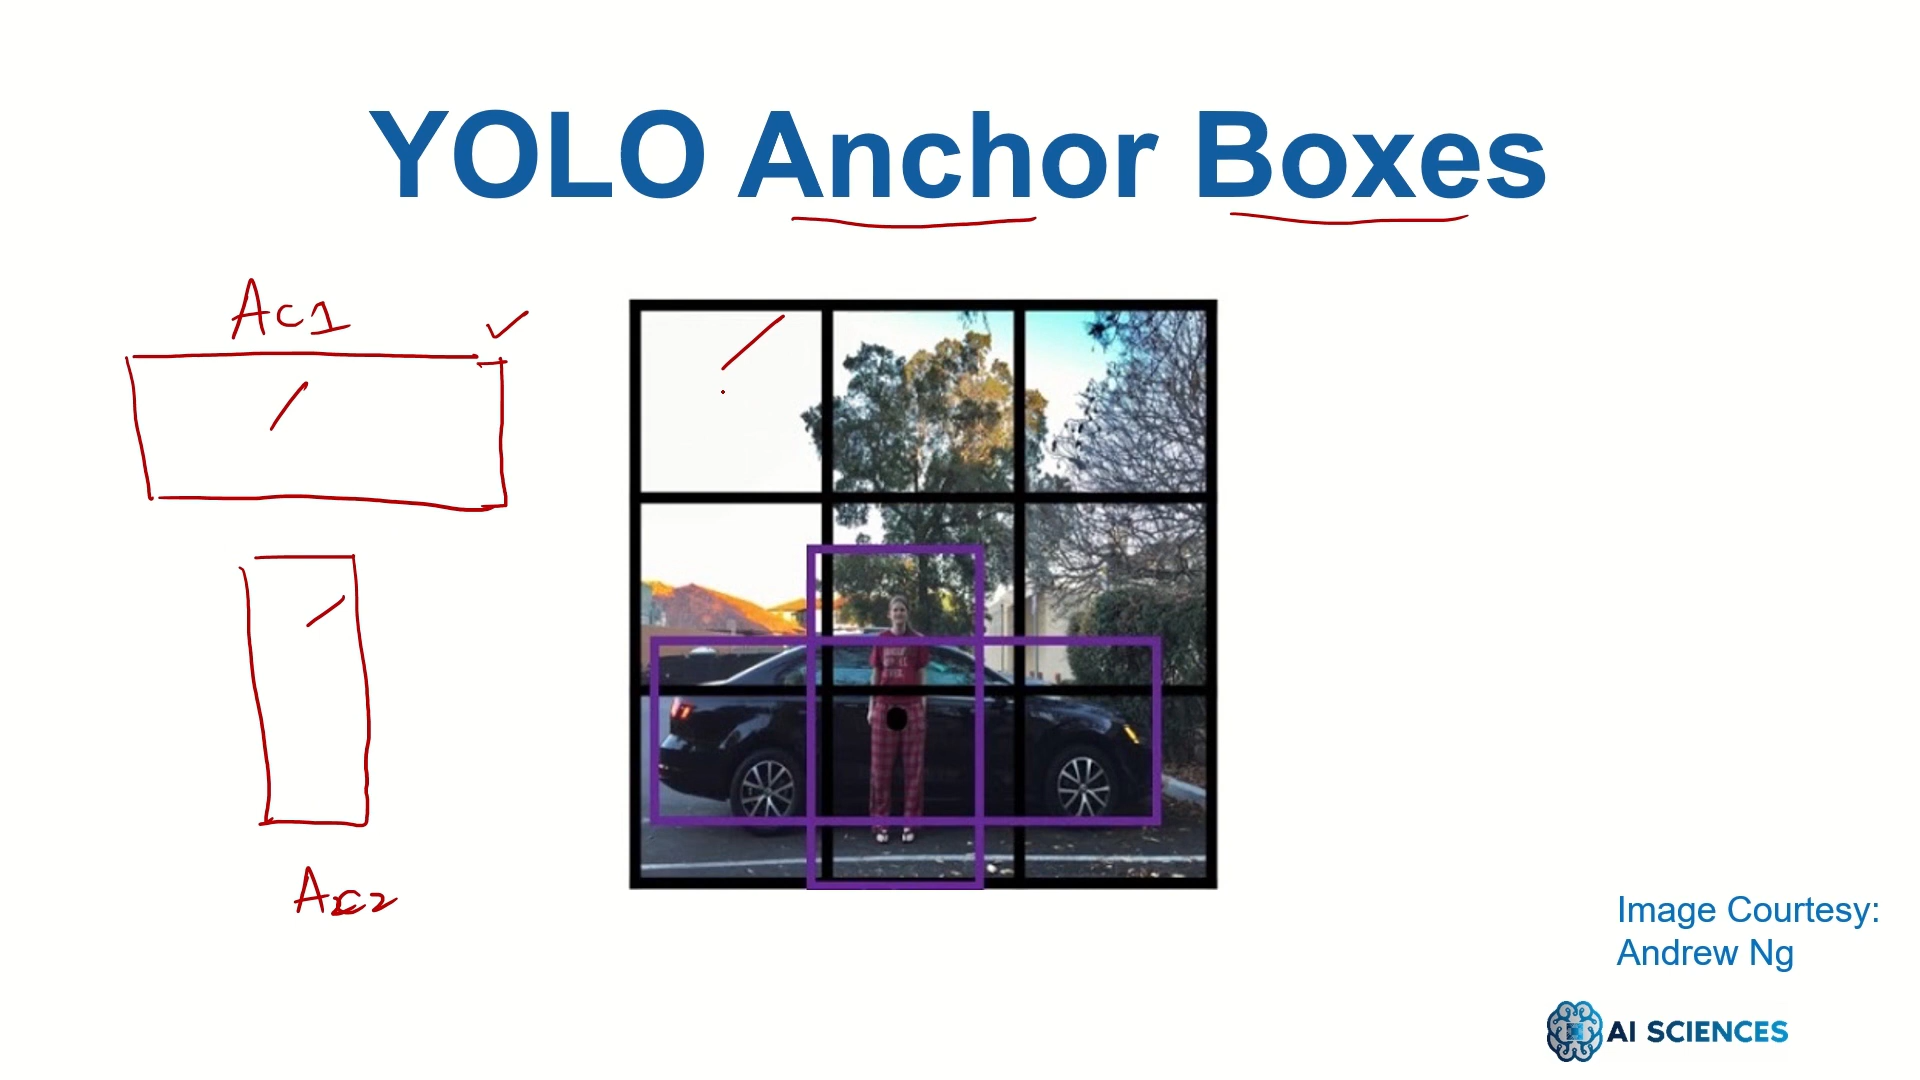 YOLO Anchor Boxes
Ac1
Ac2
Image Courtesy:
Andrew Ng
AI SCIENCES